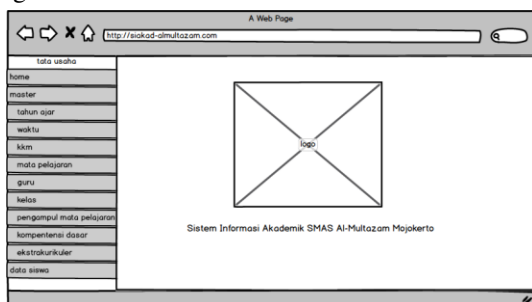 A Web Page
http://siakad-almultazam.com
tata usaha
home
master
tahun ajar
waktu
kkm
mata pelajaran
guru
kelas
pengampul mata pelajaran
kompentensi dasar
ekstrakurikuler
data siswa
logo
Sistem Informasi Akademik SMAS Al-Multazam Mojokerto